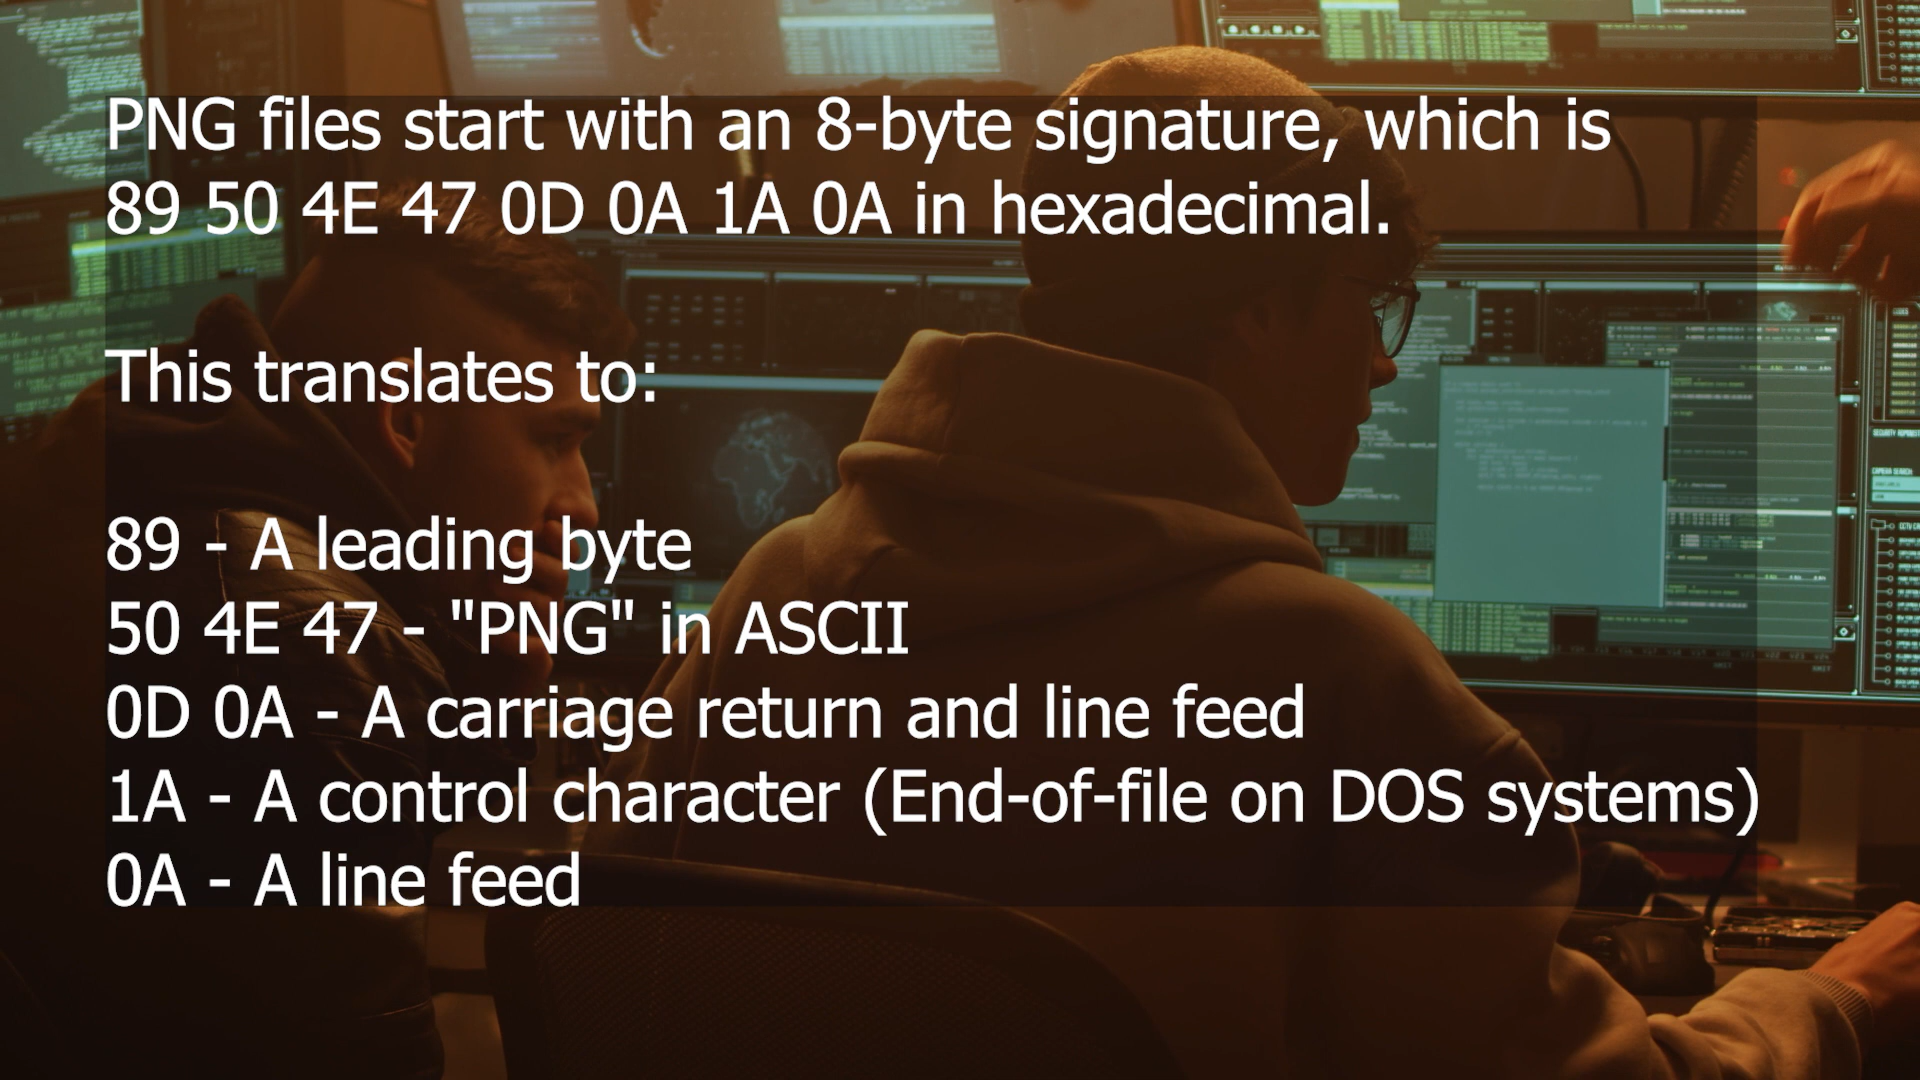 PNG files start with an 8-byte signature, which is
89 50 4E 47 0D 0A 1A 0A in hexadecimal.
This translates to:
89 - A leading byte
50 4E 47 - "PNG" in ASCII
0D 0A - A carriage return and line feed
1A - A control character (End-of-file on DOS systems)
0A - A line feed